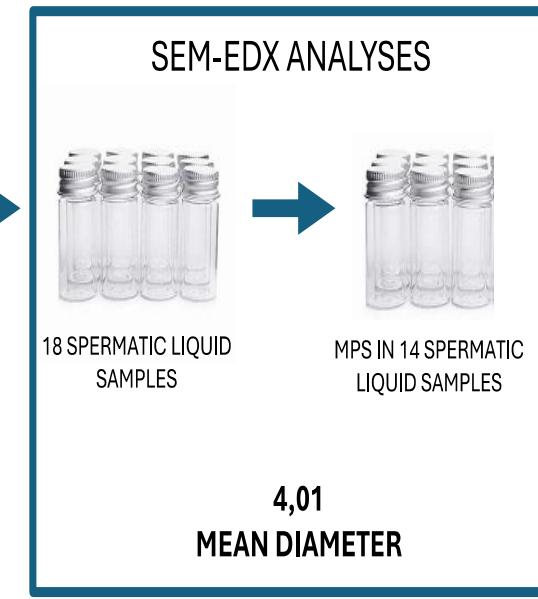 SEM-EDX ANALYSES
18 SPERMATIC LIQUID
SAMPLES
MPS IN 14 SPERMATIC
LIQUID SAMPLES
4,01
MEAN DIAMETER